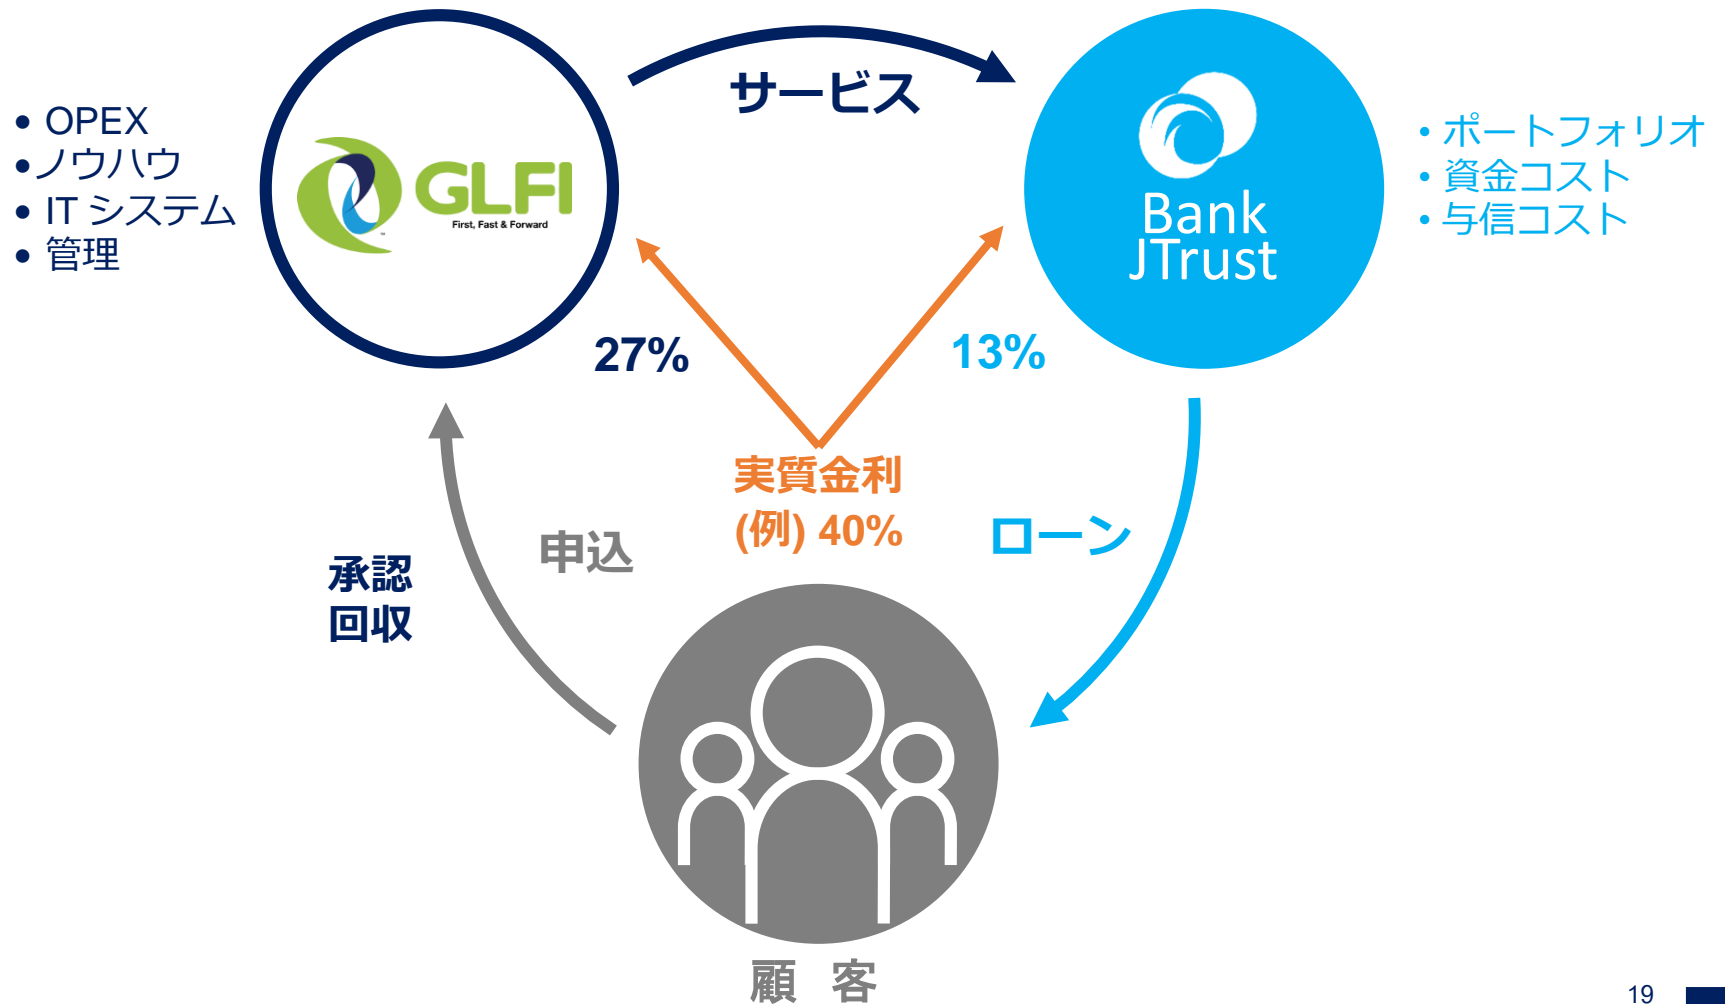 サービス
• OPEX
•ノウハウ
• IT システム
• 管理
GLFI
First, Fast & Forward
Bank
JTrust
・ポートフォリオ
・資金コスト
・与信コスト
27%
13%
実質金利
(例) 40%
申込
ローン
承認
回収
顧 客
19